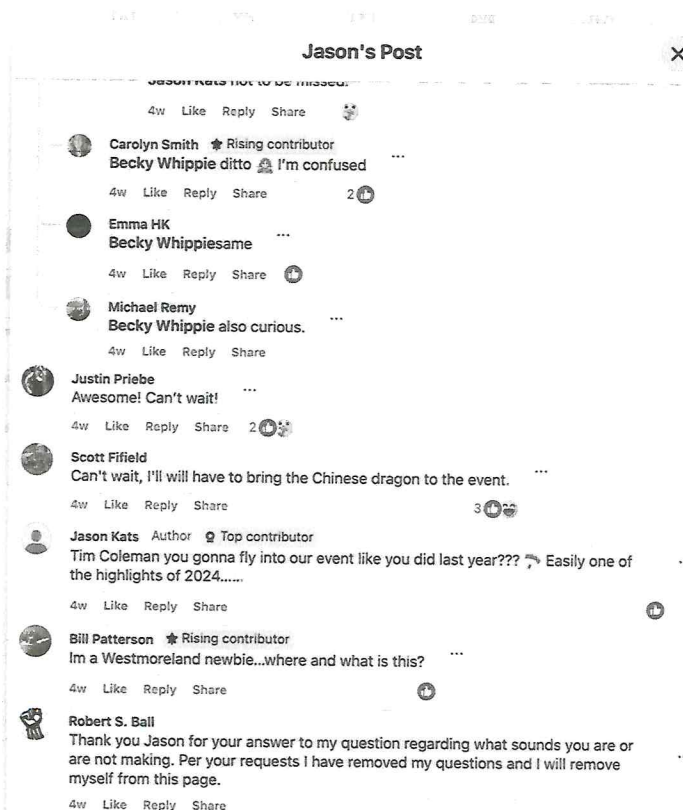 Jason's Post
Jason Kats not to be missed.
4w Like Reply Share
Carolyn Smith Rising contributor
Becky Whippie ditto I'm confused
4w Like Reply Share 2
Emma HK
Becky Whippiesame
4w Like Reply Share
Michael Remy
Becky Whippie also curious.
4w Like Reply Share
Justin Priebe
Awesome! Can't wait!
4w Like Reply Share 2
Scott Fifield
Can't wait, I'll will have to bring the Chinese dragon to the event.
4w Like Reply Share 3
Jason Kats Author Top contributor
Tim Coleman you gonna fly into our event like you did last year??? Easily one of
the highlights of 2024......
4w Like Reply Share
Bill Patterson Rising contributor
Im a Westmoreland newbie...where and what is this?
4w Like Reply Share
Robert S. Ball
Thank you Jason for your answer to my question regarding what sounds you are or
are not making. Per your requests I have removed my questions and I will remove
myself from this page.
4w Like Reply Share